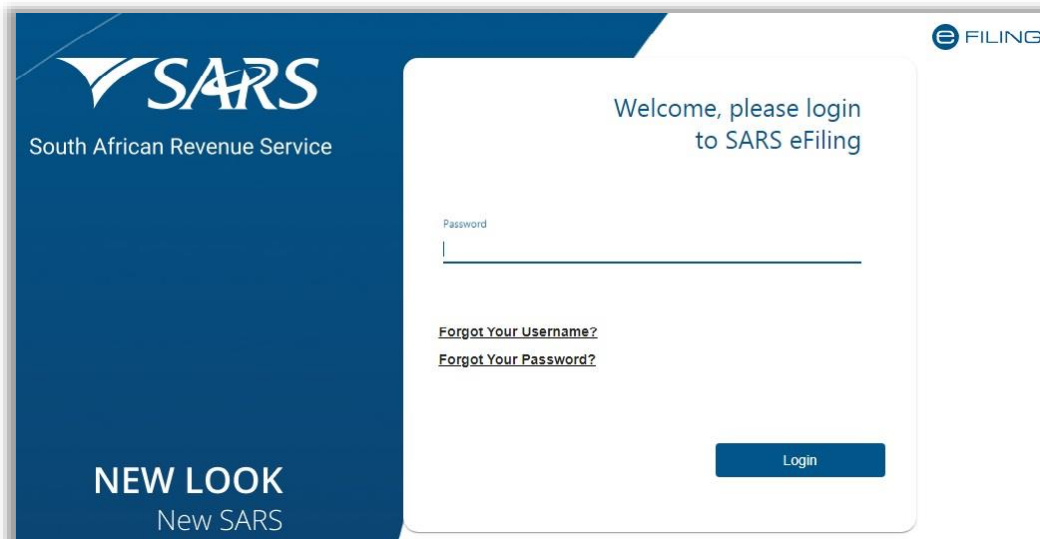 SARS
South African Revenue Service
e FILING
Welcome, please login
to SARS eFiling
Password
Forgot Your Username?
Forgot Your Password?
Login
NEW LOOK
New SARS